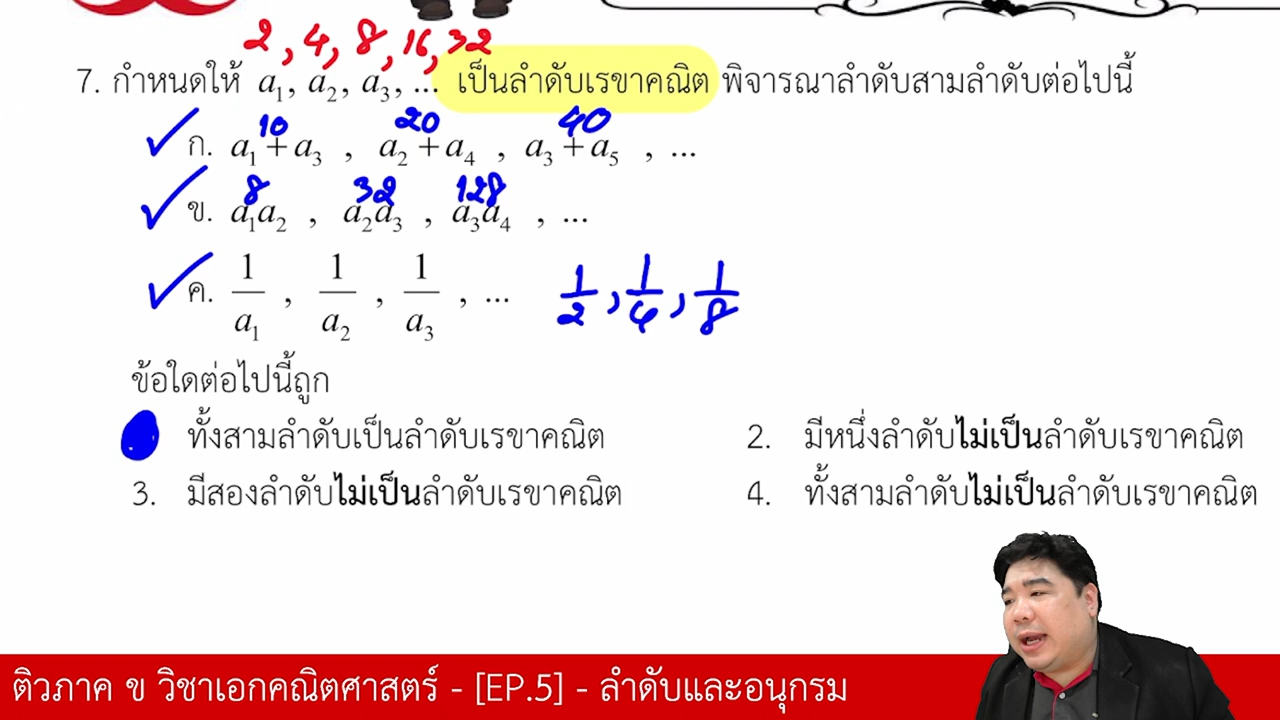 2, 4, 8, 16, 32
7. กำหนดให้ a₁, a₂, a₃, ... เป็นลำดับเรขาคณิต พิจารณาลำดับสามลำดับต่อไปนี้
10 20 40
ก. a₁ + a₃ , a₂ + a₄ , a₃ + a₅ , ...
8 32 128
ข. a₁a₂ , a₂a₃ , a₃a₄ , ...
ค. 1/a₁ , 1/a₂ , 1/a₃ , ... 1/2, 1/4, 1/8
ข้อใดต่อไปนี้ถูก
ทั้งสามลำดับเป็นลำดับเรขาคณิต 2. มีหนึ่งลำดับไม่เป็นลำดับเรขาคณิต
3. มีสองลำดับไม่เป็นลำดับเรขาคณิต 4. ทั้งสามลำดับไม่เป็นลำดับเรขาคณิต
ติวภาค ข วิชาเอกคณิตศาสตร์ - [EP.5] - ลำดับและอนุกรม